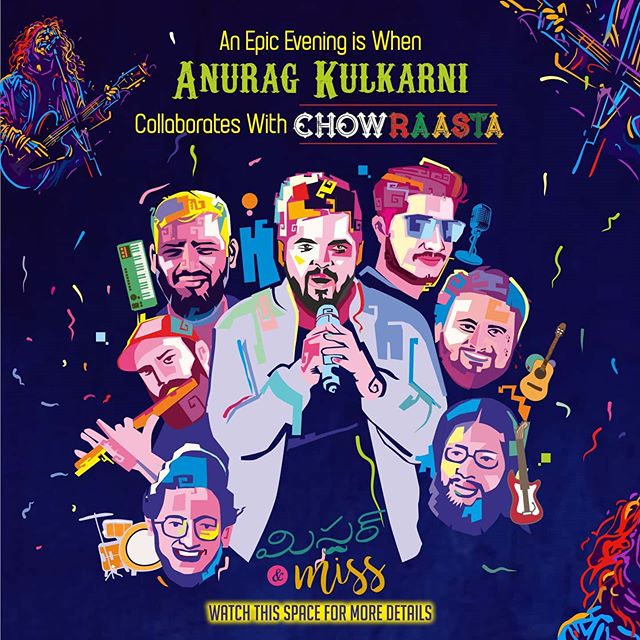 An Epic Evening is When
ANURAG KULKARNI
Collaborates With CHOWRAASTA
మిస్టర్
& miss
WATCH THIS SPACE FOR MORE DETAILS